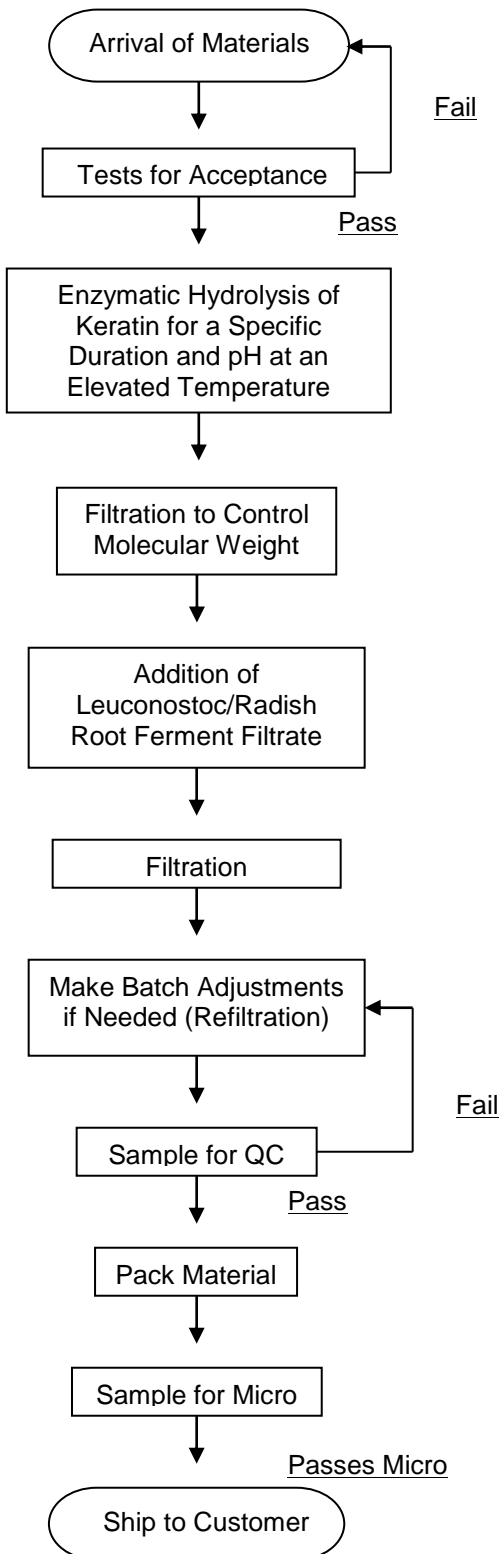 Arrival of Materials
Fail
Tests for Acceptance
Pass
Enzymatic Hydrolysis of
Keratin for a Specific
Duration and pH at an
Elevated Temperature
Filtration to Control
Molecular Weight
Addition of
Leuconostoc/Radish
Root Ferment Filtrate
Filtration
Make Batch Adjustments
if Needed (Refiltration)
Fail
Sample for QC
Pass
Pack Material
Sample for Micro
Passes Micro
Ship to Customer